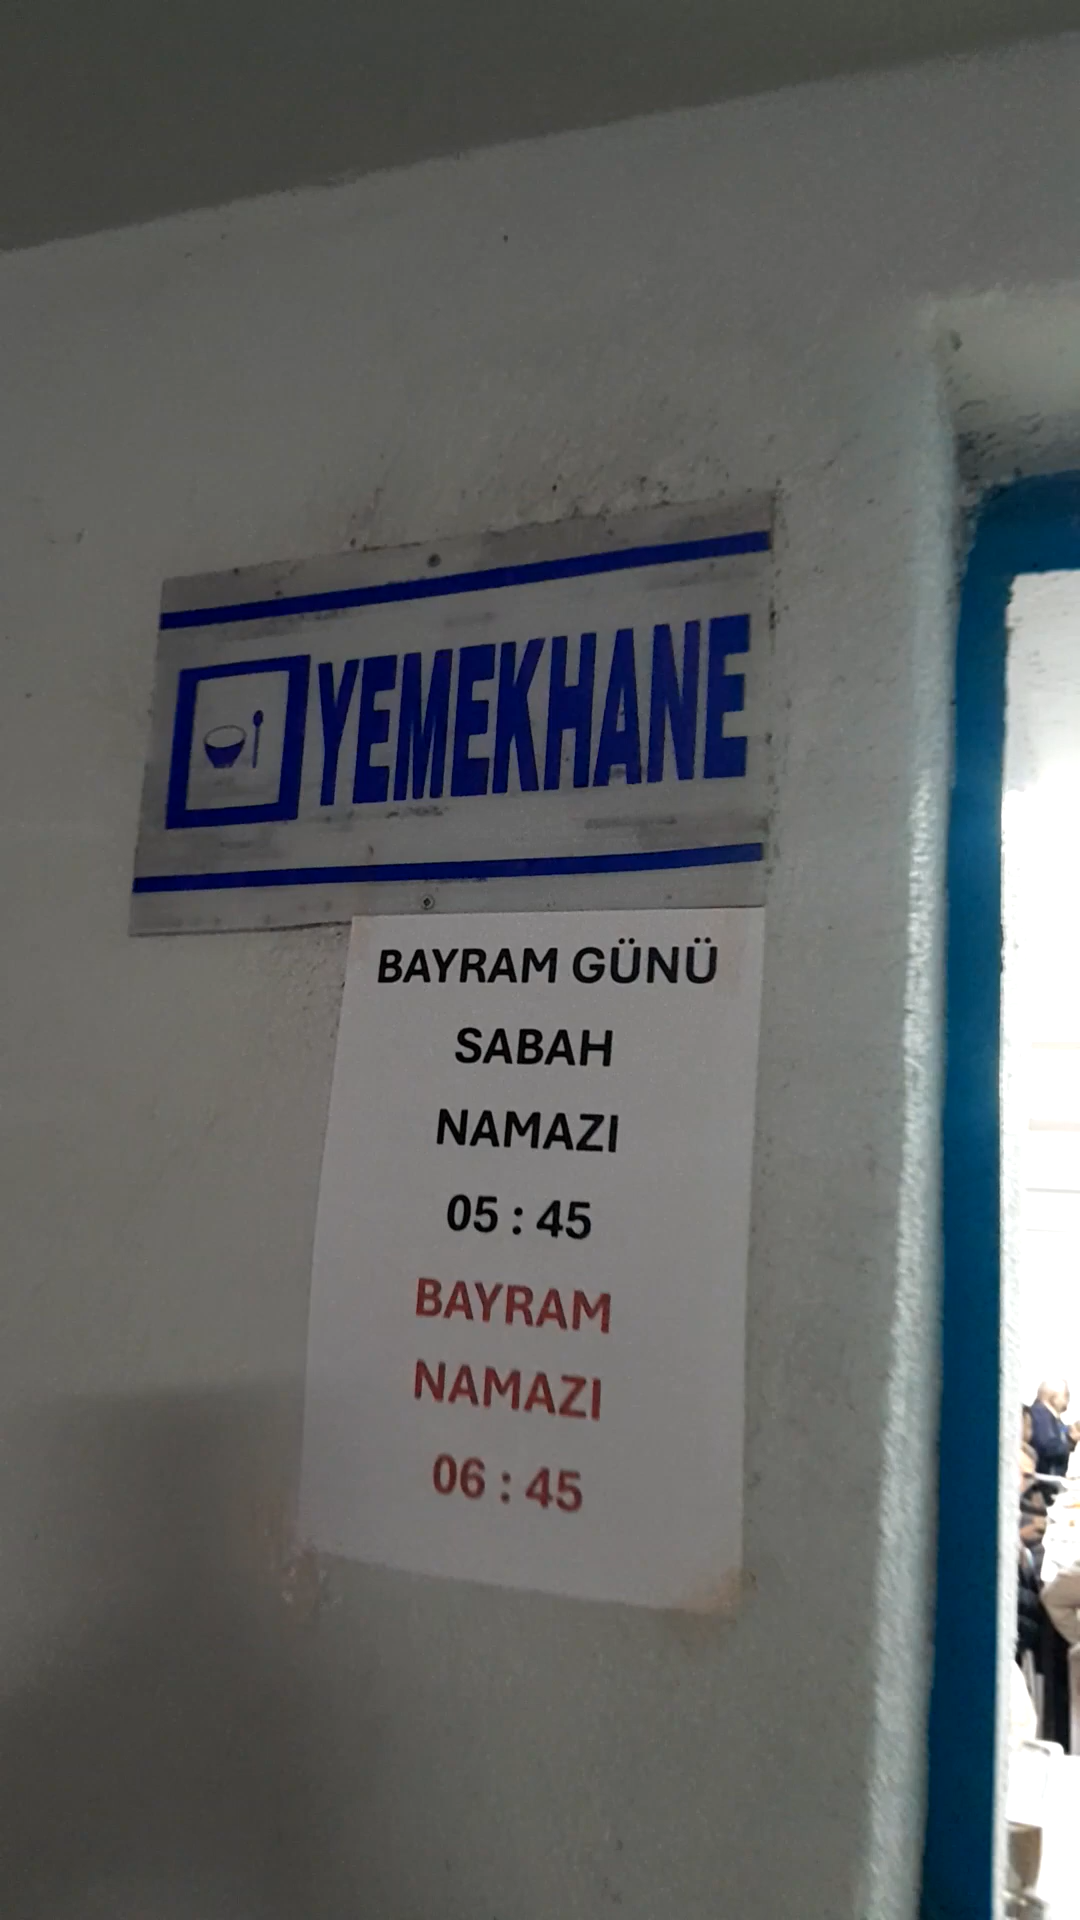 YEMEKHANE
BAYRAM GÜNÜ
SABAH
NAMAZI
05 : 45
BAYRAM
NAMAZI
06 : 45